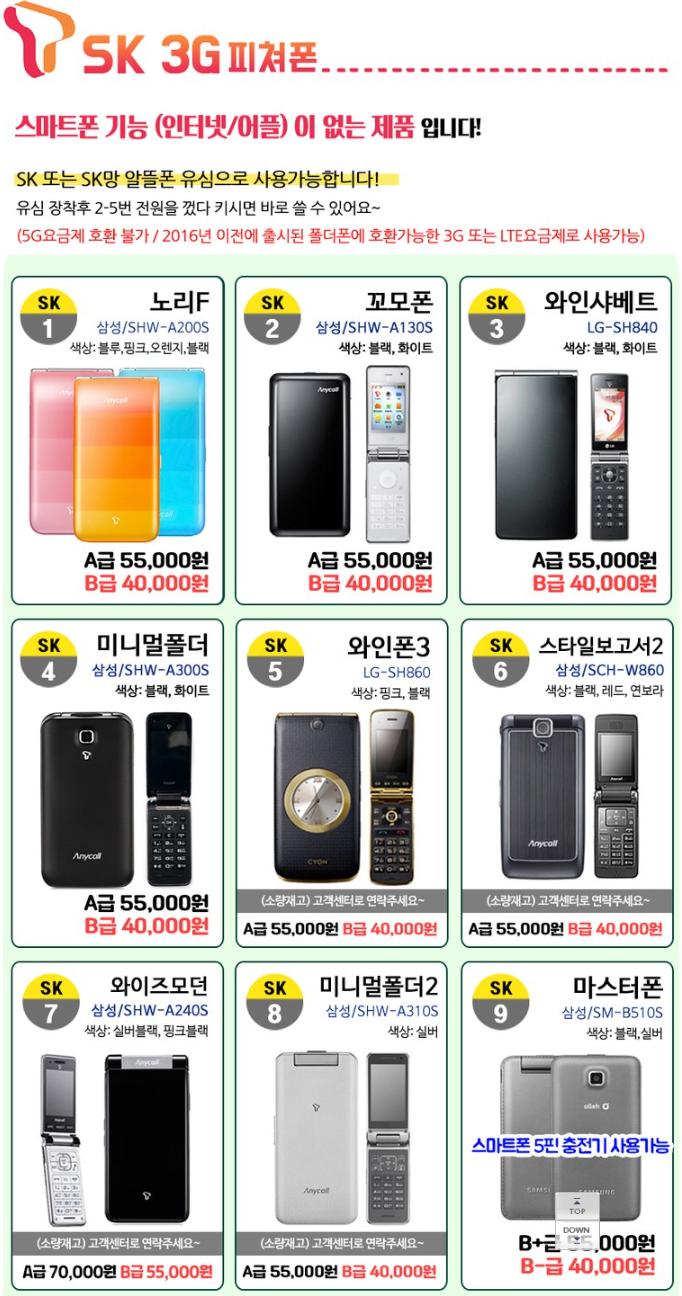 SK 3G 피쳐폰
스마트폰 기능 (인터넷/어플) 이 없는 제품 입니다!
SK 또는 SK망 알뜰폰 유심으로 사용가능합니다!
유심 장착후 2-5번 전원을 껐다 키시면 바로 쓸 수 있어요~
(5G요금제 호환 불가 / 2016년 이전에 출시된 폴더폰에 호환가능한 3G 또는 LTE요금제로 사용가능)
SK
1
노리F
삼성/SHW-A200S
색상: 블루,핑크,오렌지,블랙
Anycall
Anycall
A급 55,000원
B급 40,000원
SK
2
꼬모폰
삼성/SHW-A130S
색상: 블랙, 화이트
Anycall
A급 55,000원
B급 40,000원
SK
3
와인샤베트
LG-SH840
색상: 블랙, 화이트
LG
A급 55,000원
B급 40,000원
SK
4
미니멀폴더
삼성/SHW-A300S
색상: 블랙, 화이트
Anycall
A급 55,000원
B급 40,000원
SK
5
와인폰3
LG-SH860
색상: 핑크, 블랙
CYON
CYON
(소량재고) 고객센터로 연락주세요~
A급 55,000원 B급 40,000원
SK
6
스타일보고서2
삼성/SCH-W860
색상: 블랙, 레드, 연보라
Anycall
Anycall
(소량재고) 고객센터로 연락주세요~
A급 55,000원 B급 40,000원
SK
7
와이즈모던
삼성/SHW-A240S
색상: 실버블랙, 핑크블랙
Anycall
Anycall
(소량재고) 고객센터로 연락주세요~
A급 70,000원 B급 55,000원
SK
8
미니멀폴더2
삼성/SHW-A310S
색상: 실버
Anycall
(소량재고) 고객센터로 연락주세요~
A급 55,000원 B급 40,000원
SK
9
마스터폰
삼성/SM-B510S
색상: 블랙,실버
olleh
스마트폰 5핀 충전기 사용가능
SAMSUNG
TOP
DOWN
B+급 55,000원
B-급 40,000원